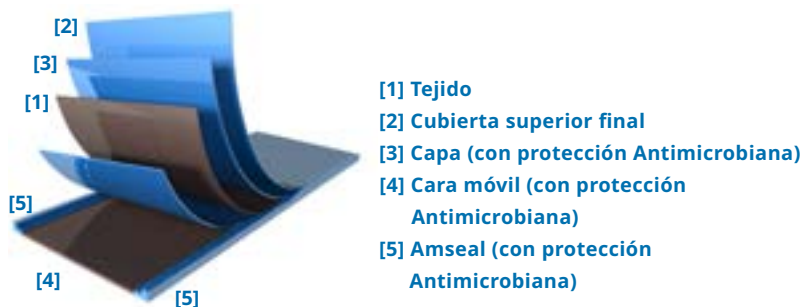 [2]
[3]
[1]
[5]
[4]
[5]
[1] Tejido
[2] Cubierta superior final
[3] Capa (con protección Antimicrobiana)
[4] Cara móvil (con protección
Antimicrobiana)
[5] Amseal (con protección
Antimicrobiana)